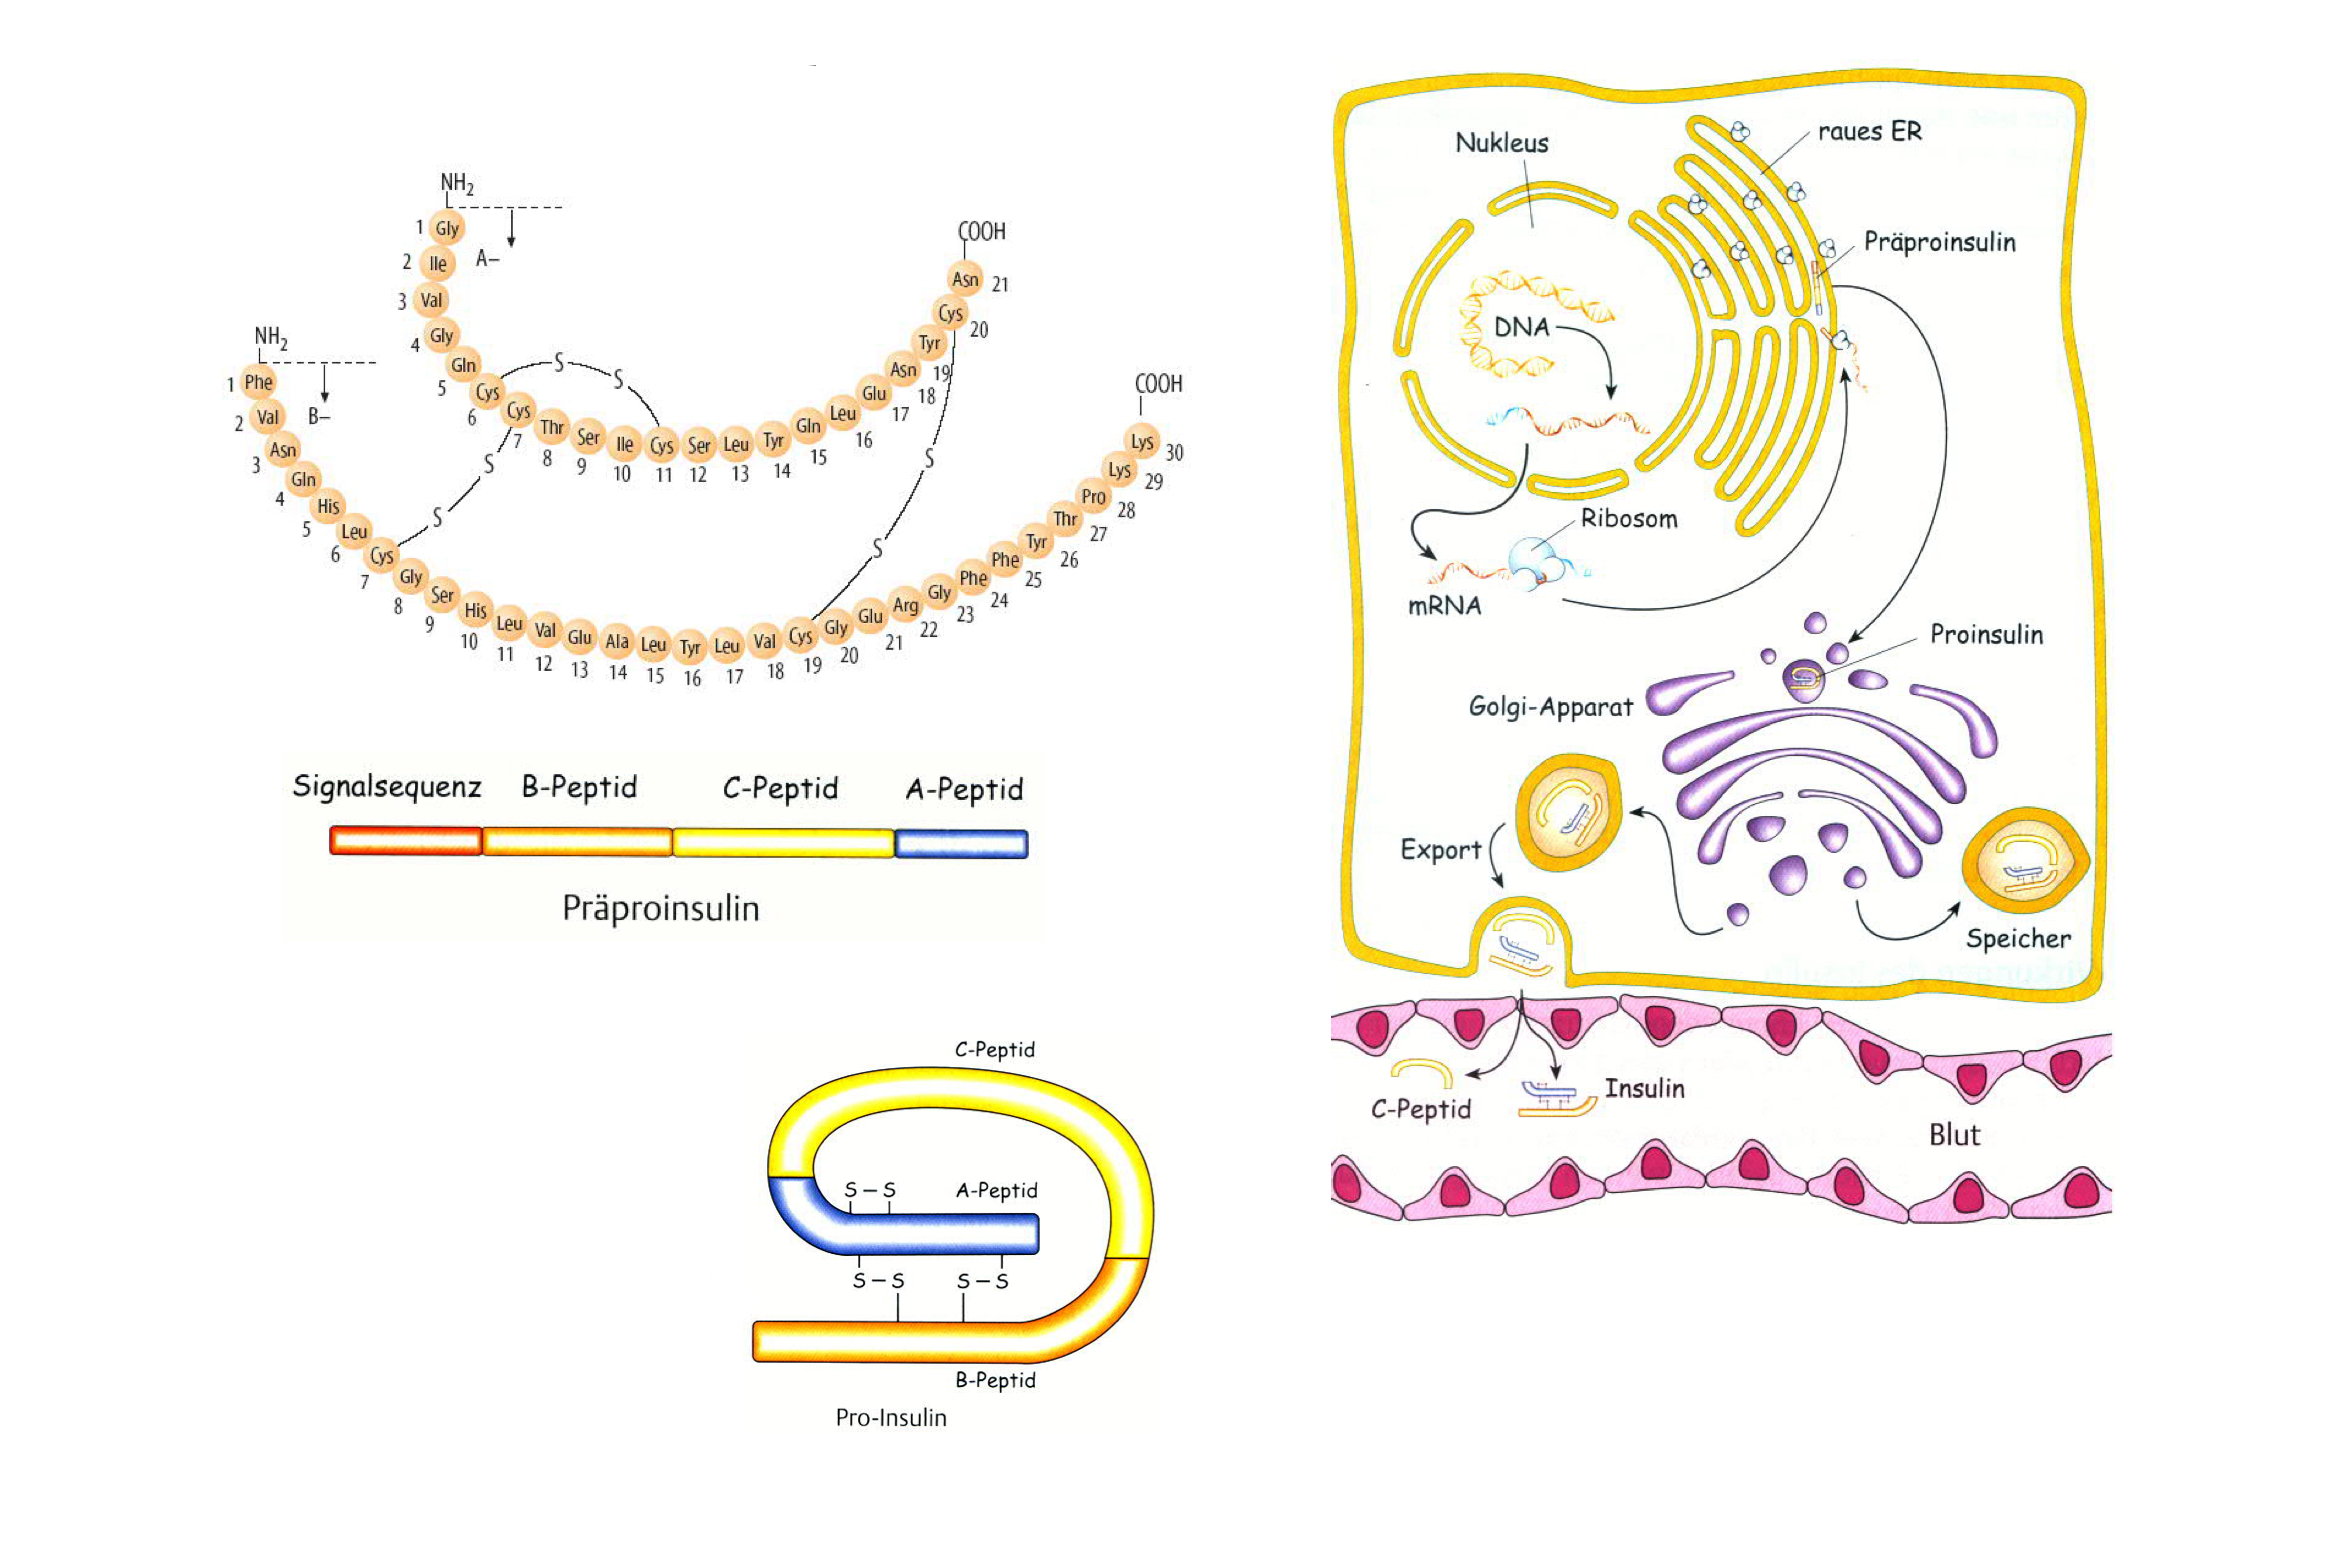 NH2
1 Gly
2 Ile
3 Val
4 Gly
5 Gln
6 Cys
7 Cys
8 Thr
9 Ser
10 Ile
11 Cys
12 Ser
13 Leu
14 Tyr
15 Gln
16 Leu
17 Glu
18 Asn
19 Tyr
20 Cys
21 Asn
COOH
A–
S
S
S
S
S
S
NH2
B–
1 Phe
2 Val
3 Asn
4 Gln
5 His
6 Leu
7 Cys
8 Gly
9 Ser
10 His
11 Leu
12 Val
13 Glu
14 Ala
15 Leu
16 Tyr
17 Leu
18 Val
19 Cys
20 Gly
21 Glu
22 Arg
23 Gly
24 Phe
25 Phe
26 Tyr
27 Thr
28 Pro
29 Lys
30 Lys
COOH
Signalsequenz B-Peptid C-Peptid A-Peptid
Präproinsulin
C-Peptid
S – S A-Peptid
S – S S – S
B-Peptid
Pro-Insulin
Nukleus
raues ER
Präproinsulin
DNA
Ribosom
mRNA
Proinsulin
Golgi-Apparat
Export
Speicher
C-Peptid
Insulin
Blut